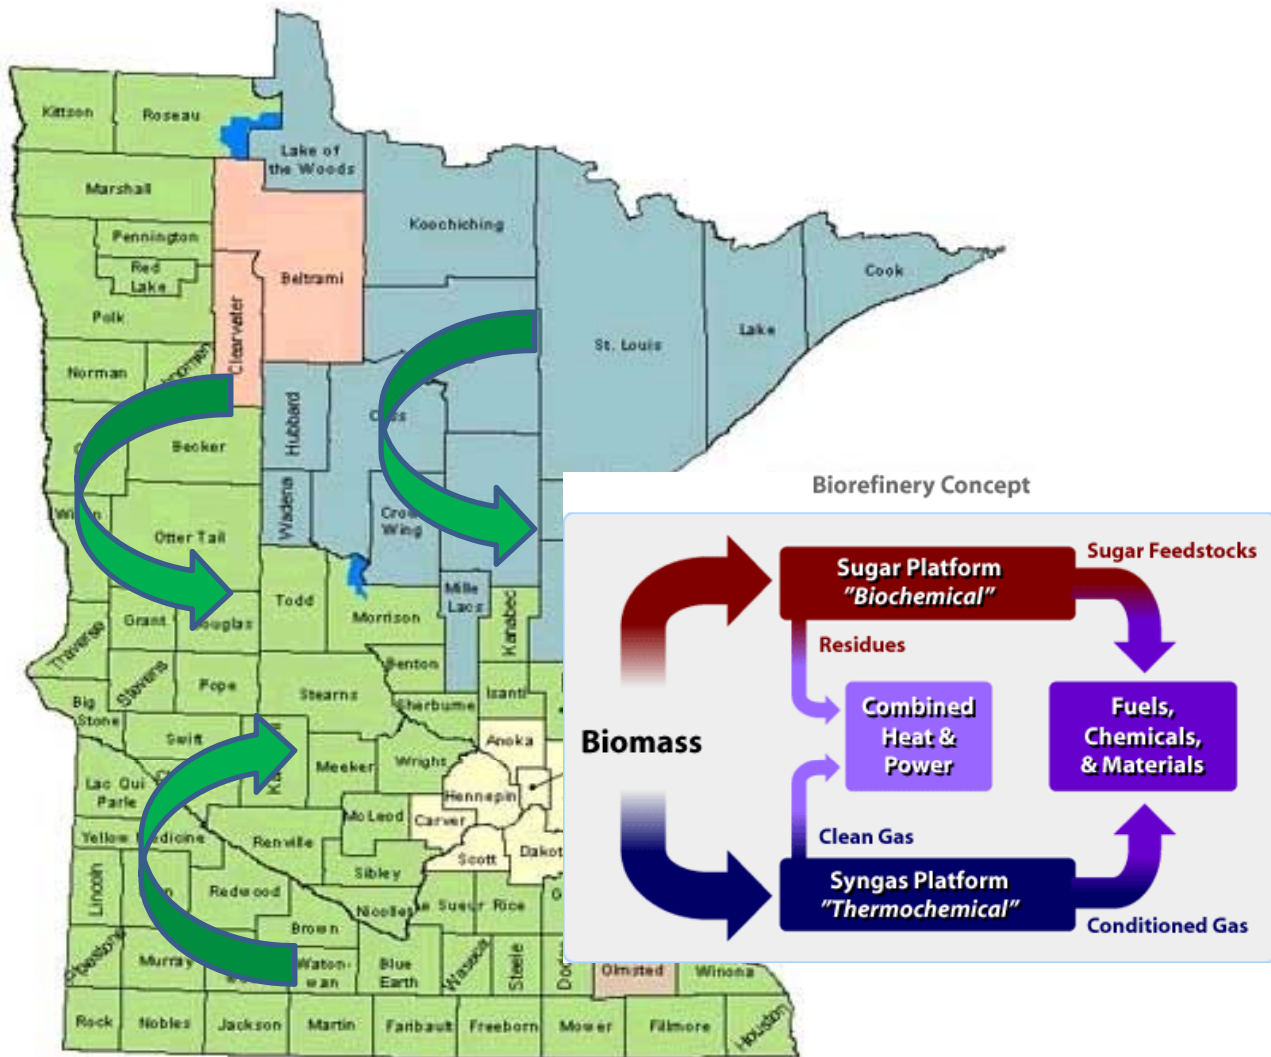 Kittson
Roseau
Lake of
the Woods
Marshall
Koochiching
Pennington
Red
Lake
Beltrami
Cook
Clearwater
Polk
Lake
St. Louis
Norman
Hubbard
Becker
Wadena
Crow
Wing
Otter Tail
Todd
Mille
Lacs
Kanabec
Grant
Morrison
Traverse
Stevens
Benton
Pope
Stearns
Isanti
Big
Stone
Sherburne
Swift
Anoka
Meeker
Lac Qui
Parle
Hennepin
McLeod
Carver
Renville
Scott
Sibley
Lincoln
Redwood
Nicollet
Rice
Brown
Murray
Blue
Earth
Waseca
Steele
Olmsted
Winona
Rock
Nobles
Jackson
Martin
Faribault
Freeborn
Mower
Fillmore
Houston
Biorefinery Concept
Sugar Feedstocks
Sugar Platform
"Biochemical"
Residues
Combined
Heat &
Power
Fuels,
Chemicals,
& Materials
Biomass
Clean Gas
Syngas Platform
"Thermochemical"
Conditioned Gas